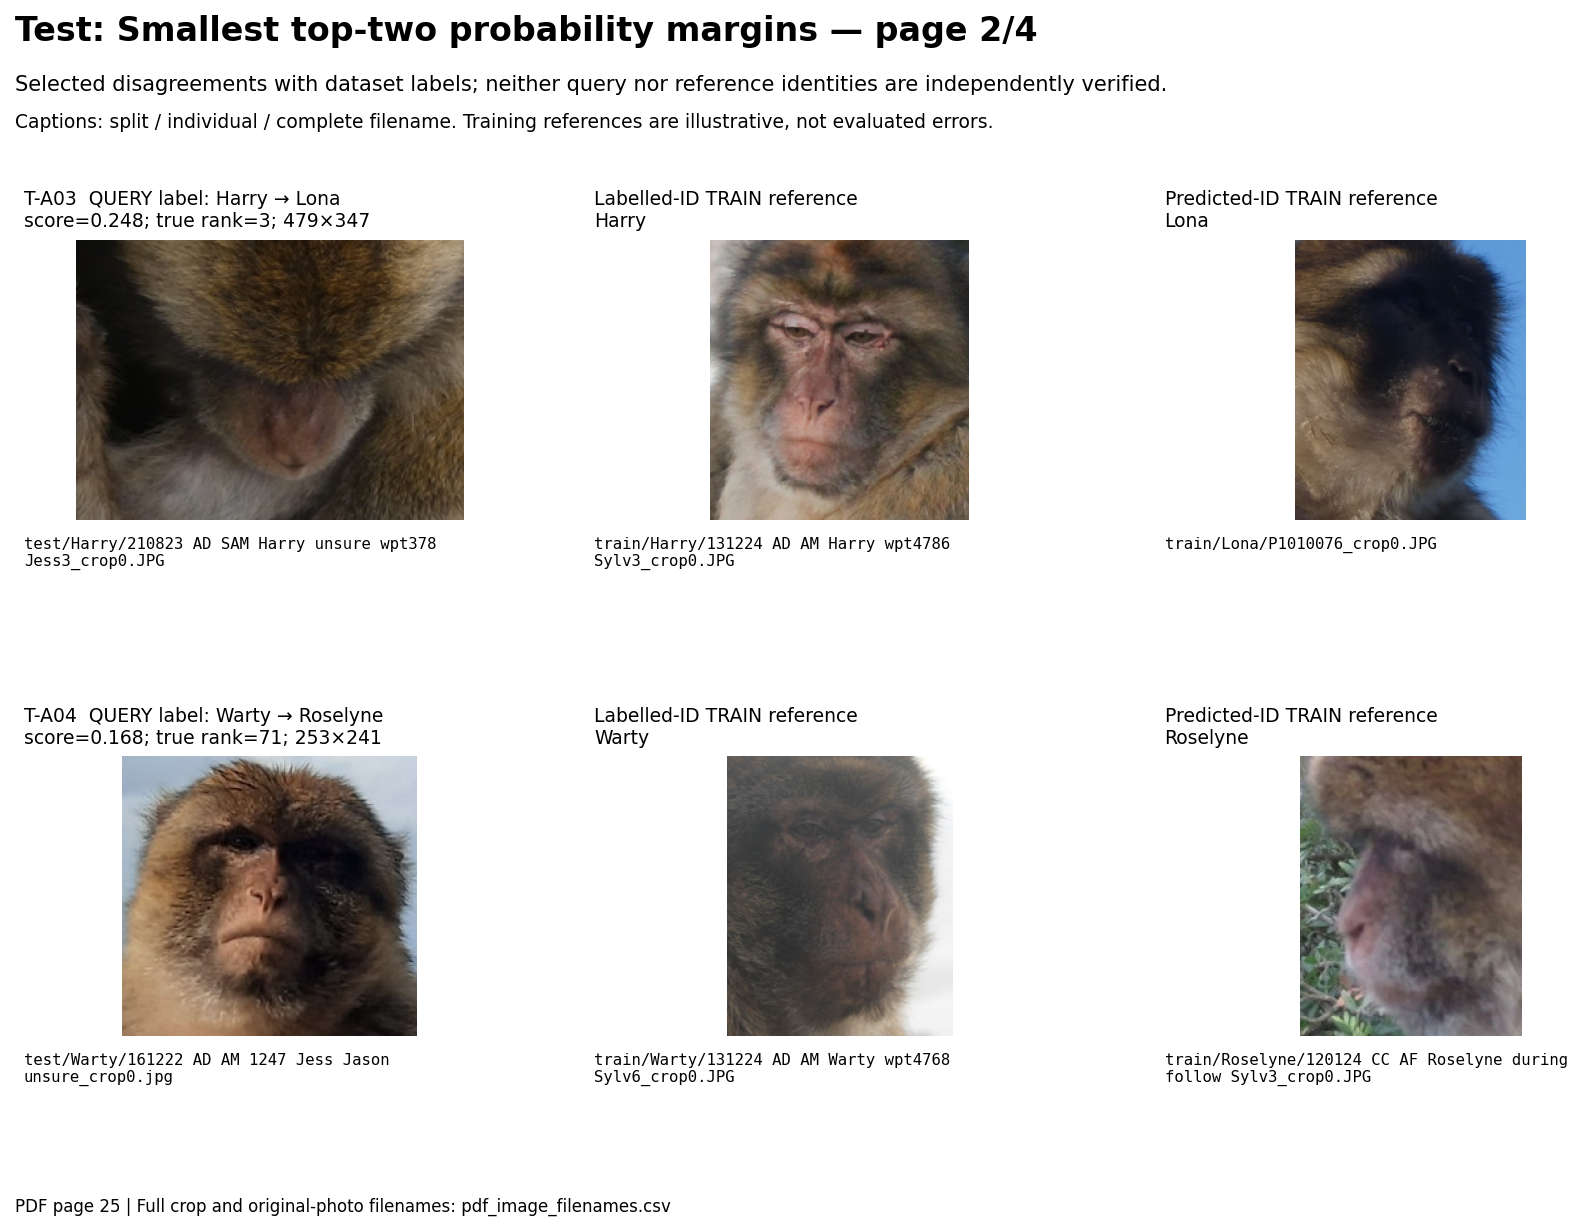 Test: Smallest top-two probability margins — page 2/4
Selected disagreements with dataset labels; neither query nor reference identities are independently verified.
Captions: split / individual / complete filename. Training references are illustrative, not evaluated errors.
T-A03  QUERY label: Harry → Lona
score=0.248; true rank=3; 479×347
Labelled-ID TRAIN reference
Harry
Predicted-ID TRAIN reference
Lona
test/Harry/210823 AD SAM Harry unsure wpt378
Jess3_crop0.JPG
train/Harry/131224 AD AM Harry wpt4786
Sylv3_crop0.JPG
train/Lona/P1010076_crop0.JPG
T-A04  QUERY label: Warty → Roselyne
score=0.168; true rank=71; 253×241
Labelled-ID TRAIN reference
Warty
Predicted-ID TRAIN reference
Roselyne
test/Warty/161222 AD AM 1247 Jess Jason
unsure_crop0.jpg
train/Warty/131224 AD AM Warty wpt4768
Sylv6_crop0.JPG
train/Roselyne/120124 CC AF Roselyne during
follow Sylv3_crop0.JPG
PDF page 25 | Full crop and original-photo filenames: pdf_image_filenames.csv